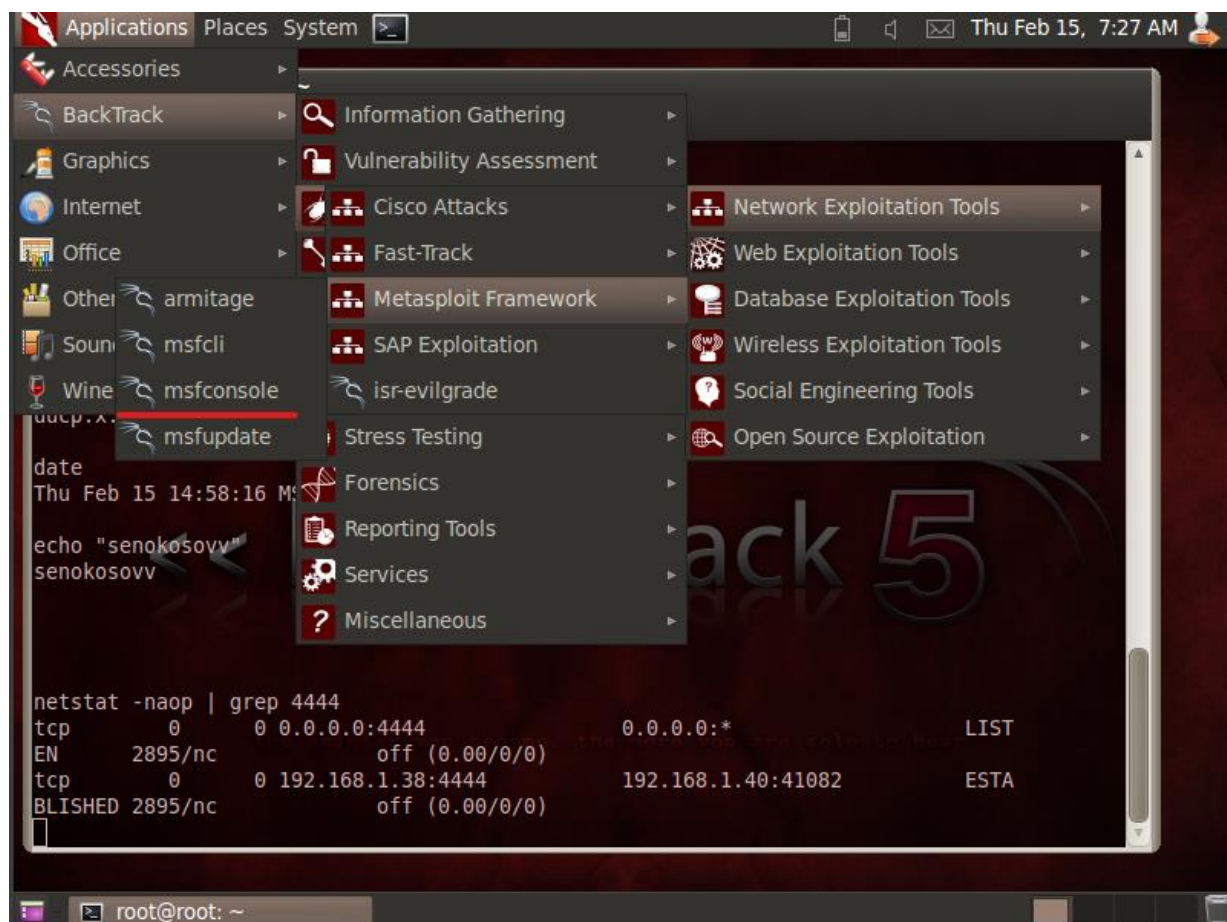 Applications Places System Thu Feb 15, 7:27 AM
Accessories
BackTrack
Graphics
Internet
Office
Other
Soun
Wine
Information Gathering
Vulnerability Assessment
Cisco Attacks
Fast-Track
Metasploit Framework
SAP Exploitation
isr-evilgrade
Stress Testing
Forensics
Reporting Tools
Services
Miscellaneous
Network Exploitation Tools
Web Exploitation Tools
Database Exploitation Tools
Wireless Exploitation Tools
Social Engineering Tools
Open Source Exploitation
armitage
msfcli
msfconsole
msfupdate
date
Thu Feb 15 14:58:16 MS
echo "senokosovv"
senokosovv
<< ack 5
netstat -naop | grep 4444
tcp 0 0 0.0.0.0:4444 0.0.0.0:* LIST
EN 2895/nc off (0.00/0/0)
tcp 0 0 192.168.1.38:4444 192.168.1.40:41082 ESTA
BLISHED 2895/nc off (0.00/0/0)
root@root: ~